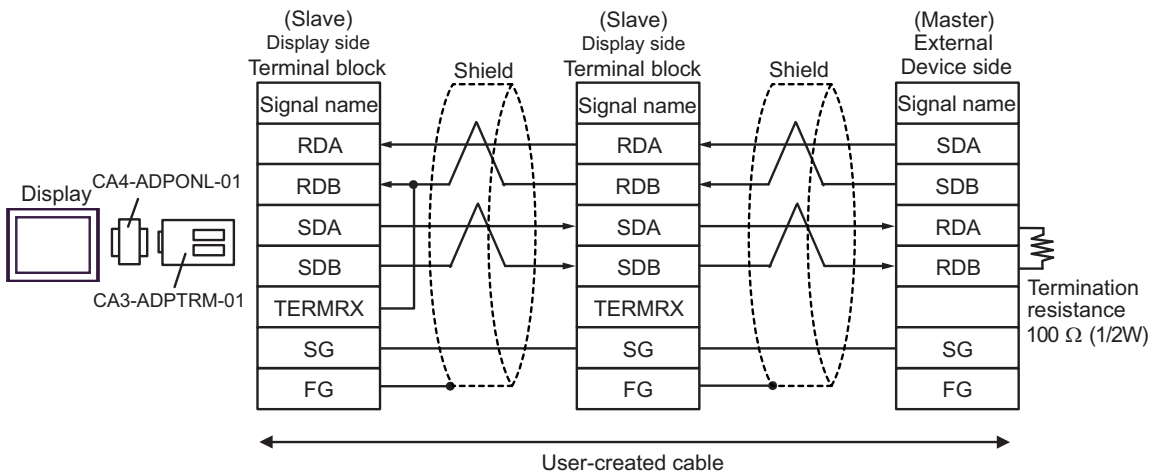 (Slave)
Display side
Terminal block
Signal name
RDA
RDB
SDA
SDB
TERMRX
SG
FG
Shield
(Slave)
Display side
Terminal block
Signal name
RDA
RDB
SDA
SDB
TERMRX
SG
FG
Shield
(Master)
External
Device side
Signal name
SDA
SDB
RDA
RDB
SG
FG
Display
CA4-ADPONL-01
CA3-ADPTRM-01
Termination
resistance
100 Ω (1/2W)
User-created cable